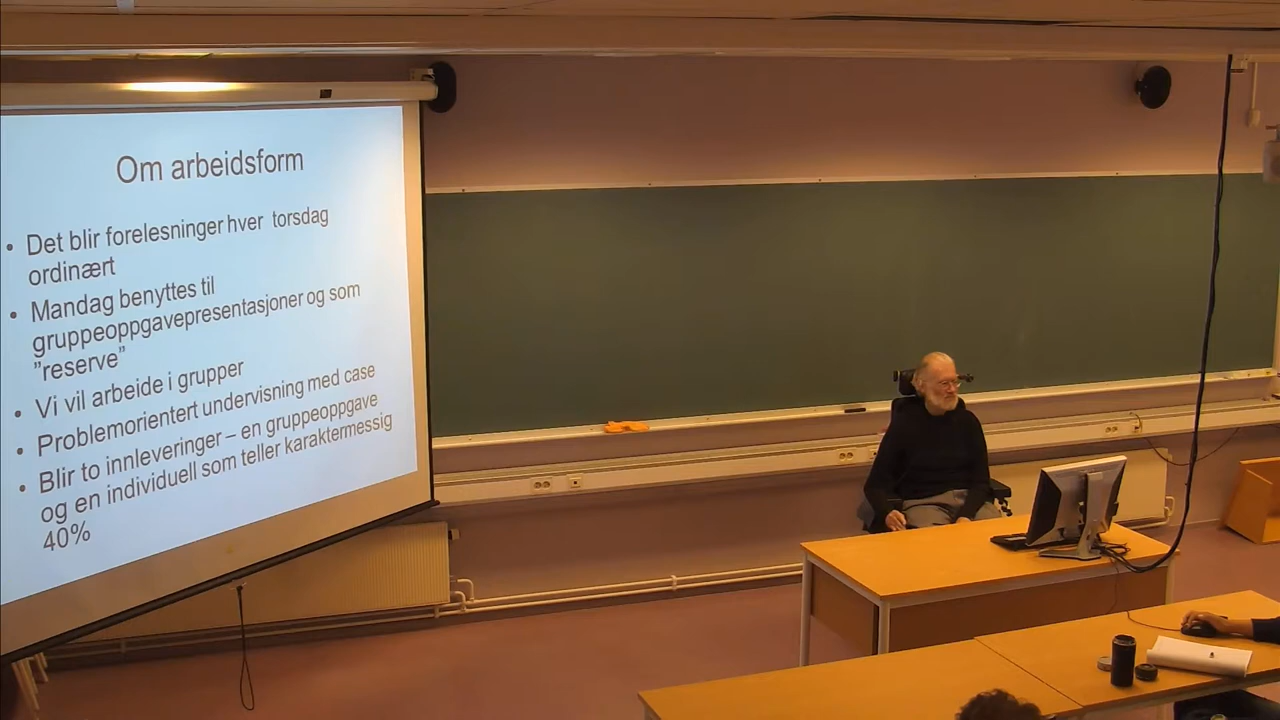 Om arbeidsform
• Det blir forelesninger hver torsdag
ordinært
• Mandag benyttes til
gruppeoppgavepresentasjoner og som
”reserve”
• Vi vil arbeide i grupper
• Problemorientert undervisning med case
• Blir to innleveringer – en gruppeoppgave
og en individuell som teller karaktermessig
40%